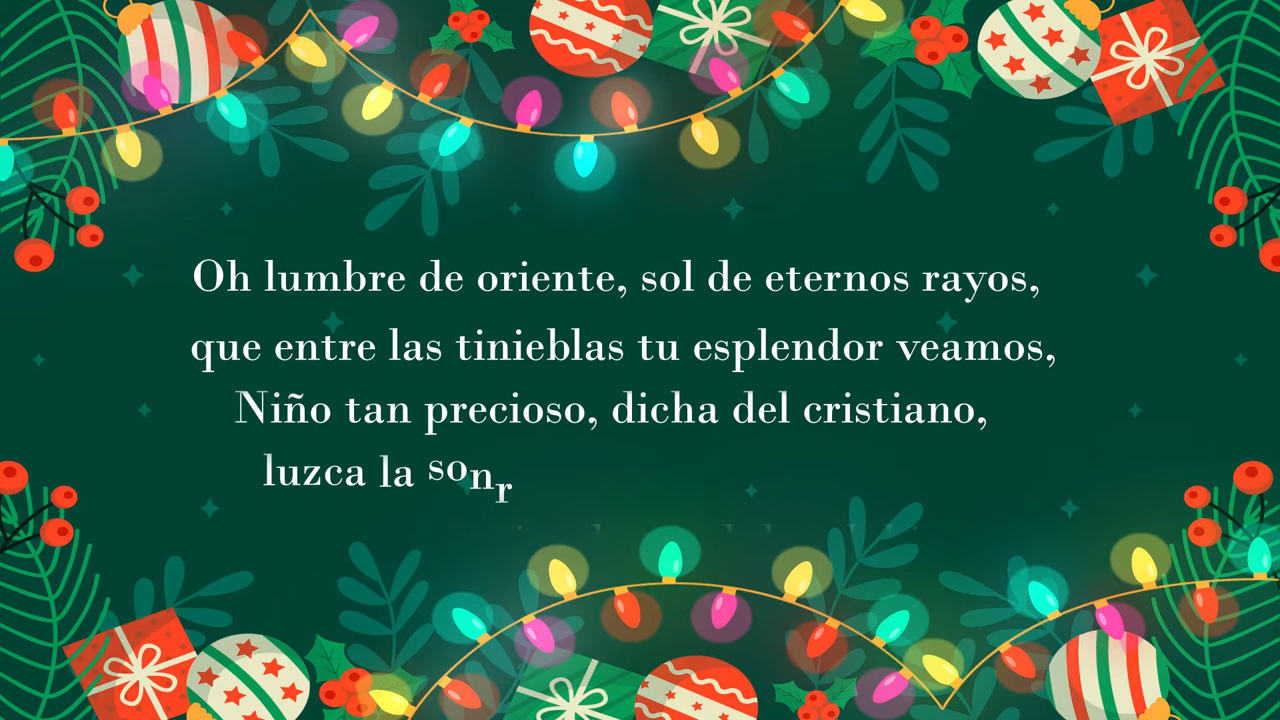 Oh lumbre de oriente, sol de eternos rayos,
que entre las tinieblas tu esplendor veamos,
Niño tan precioso, dicha del cristiano,
luzca la sonr